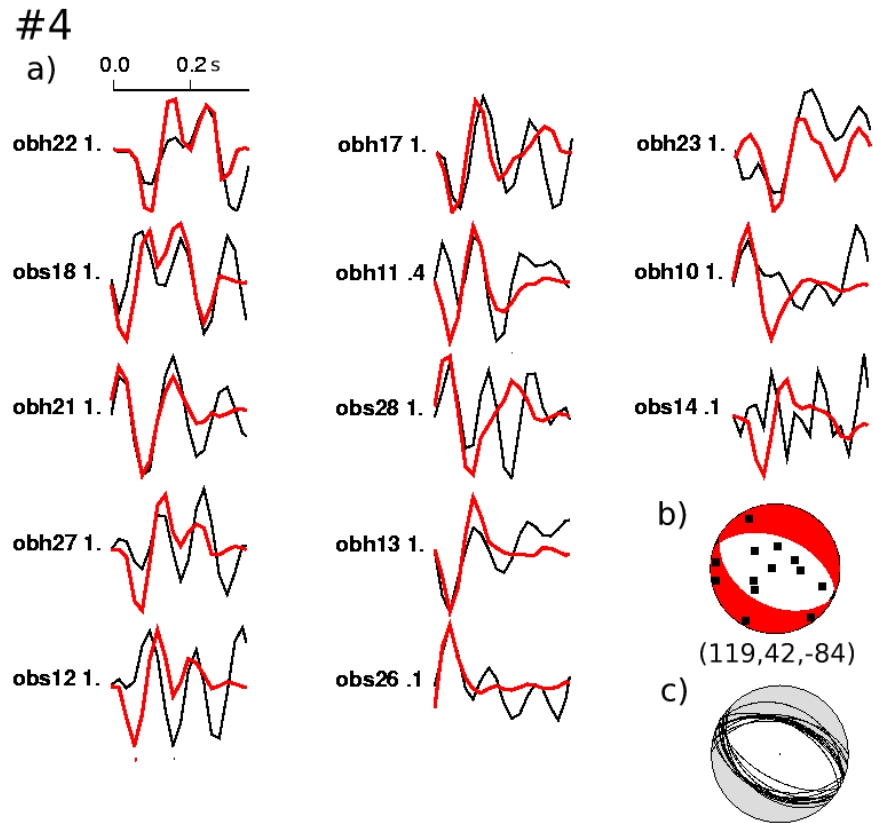 #4
a)
0.0 0.2 s
obh22 1.
obh17 1.
obh23 1.
obs18 1.
obh11 .4
obh10 1.
obh21 1.
obs28 1.
obs14 .1
obh27 1.
obh13 1.
b)
obs12 1.
obs26 .1
(119,42,-84)
c)